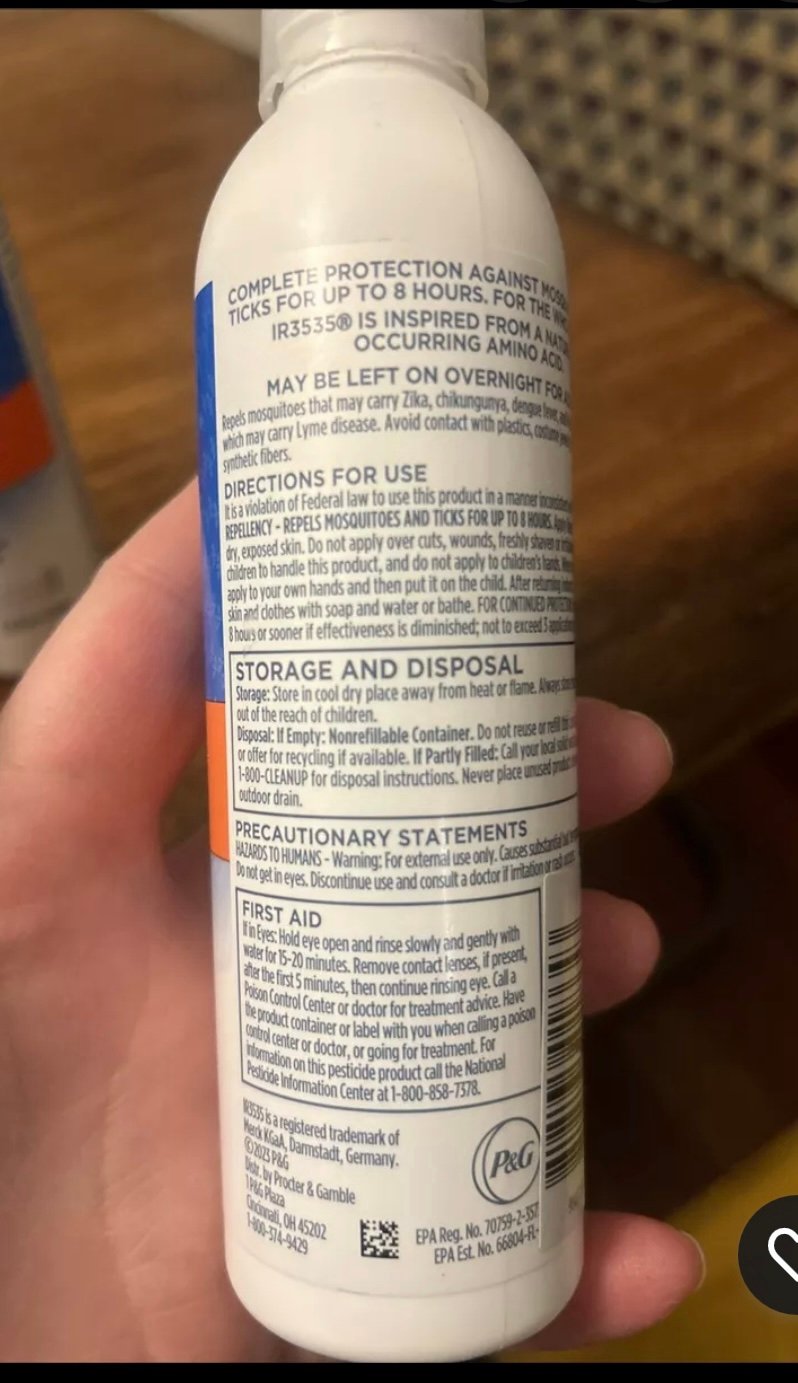 COMPLETE PROTECTION AGAINST
TICKS FOR UP TO 8 HOURS. FOR THE
IR3535® IS INSPIRED FROM A
OCCURRING AMINO ACID.
MAY BE LEFT ON OVERNIGHT FOR
Repels mosquitoes that may carry Zika, chikungunya, dengue fever,
which may carry Lyme disease. Avoid contact with plastics, costume
synthetic fibers.
DIRECTIONS FOR USE
It is a violation of Federal law to use this product in a manner
REPELLENCY - REPELS MOSQUITOES AND TICKS FOR UP TO 8 HOURS.
dry, exposed skin. Do not apply over cuts, wounds, freshly shaven or
children to handle this product, and do not apply to children's hands.
apply to your own hands and then put it on the child. After returning
skin and clothes with soap and water or bathe. FOR CONTINUED
8 hours or sooner if effectiveness is diminished; not to exceed 3
STORAGE AND DISPOSAL
Storage: Store in cool dry place away from heat or flame. Always
out of the reach of children.
Disposal: If Empty: Nonrefillable Container. Do not reuse or refill
or offer for recycling if available. If Partly Filled: Call your local
1-800-CLEANUP for disposal instructions. Never place unused product
outdoor drain.
PRECAUTIONARY STATEMENTS
HAZARDS TO HUMANS - Warning: For external use only. Causes substantial
Do not get in eyes. Discontinue use and consult a doctor if irritation or rash
FIRST AID
If in Eyes: Hold eye open and rinse slowly and gently with
water for 15-20 minutes. Remove contact lenses, if present,
after the first 5 minutes, then continue rinsing eye. Call a
Poison Control Center or doctor for treatment advice. Have
the product container or label with you when calling a poison
control center or doctor, or going for treatment. For
information on this pesticide product call the National
Pesticide Information Center at 1-800-858-7378.
IR3535 is a registered trademark of
Merck KGaA, Darmstadt, Germany.
©2023 P&G
Distr. by Procter & Gamble
1 P&G Plaza
Cincinnati, OH 45202
1-800-374-9429
P&G
EPA Reg. No. 70759-2-
EPA Est. No. 66804-FL-